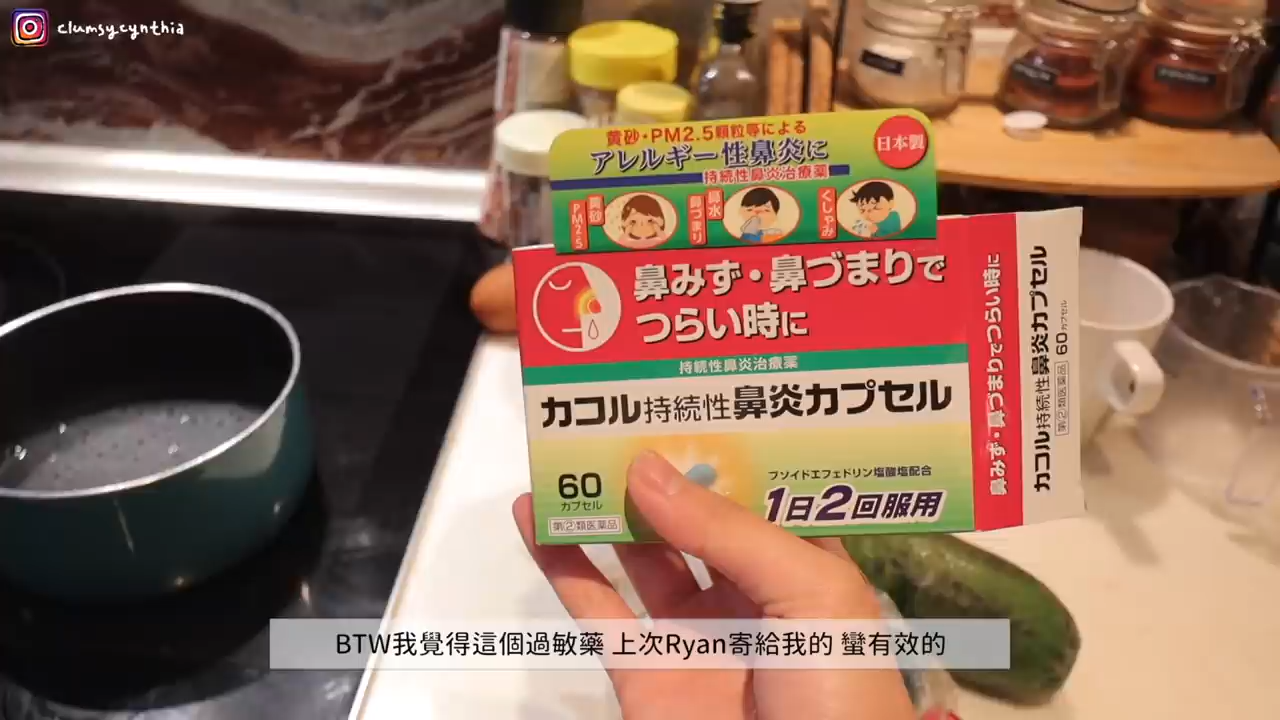 clumsycynthia
黄砂・PM2.5顆粒等による
アレルギー性鼻炎に
持続性鼻炎治療薬
日本製
黄砂
PM2.5
鼻水
鼻づまり
くしゃみ
鼻みず・鼻づまりで
つらい時に
持続性鼻炎治療薬
カコル持続性鼻炎カプセル
60
カプセル
指②類医薬品
プソイドエフェドリン塩酸塩配合
1日2回服用
鼻みず・鼻づまりでつらい時に
カコル持続性鼻炎カプセル
指②類医薬品 60カプセル
BTW我覺得這個過敏藥 上次Ryan寄給我的 蠻有效的